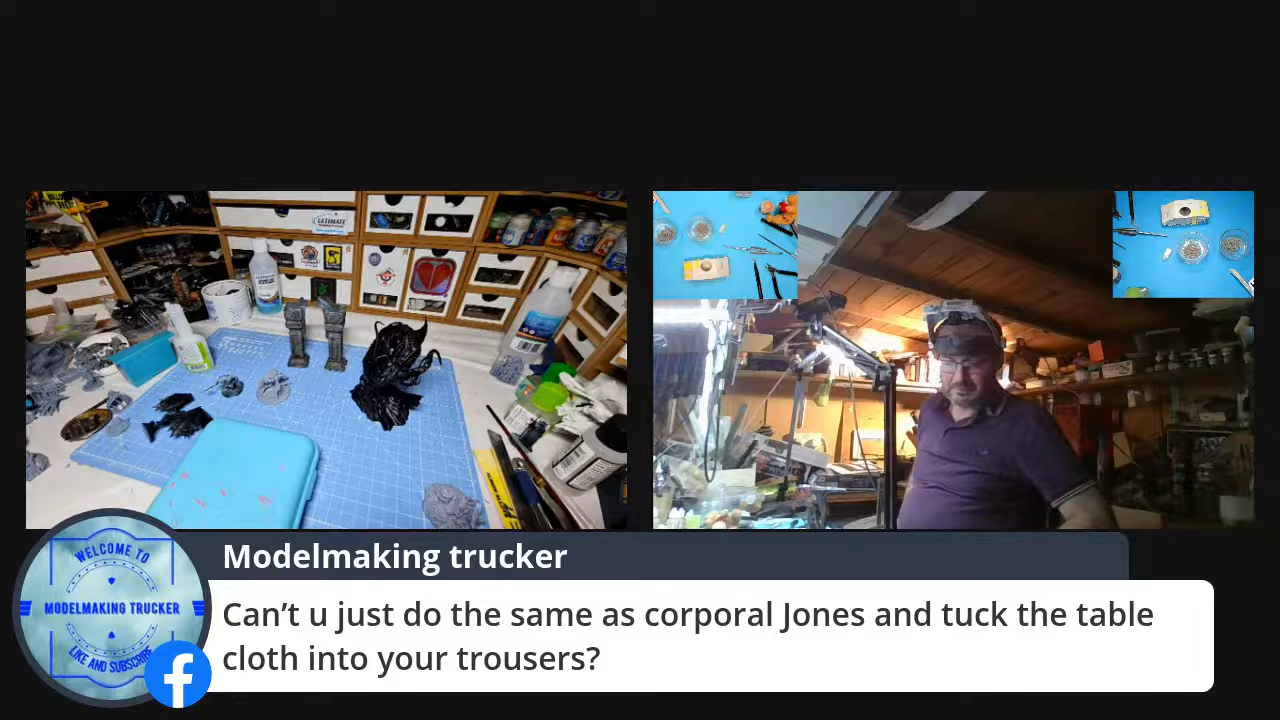 ULTIMATE
Modelmaking trucker
WELCOME TO
MODELMAKING TRUCKER
LIKE AND SUBSCRIBE
Can’t u just do the same as corporal Jones and tuck the table
cloth into your trousers?